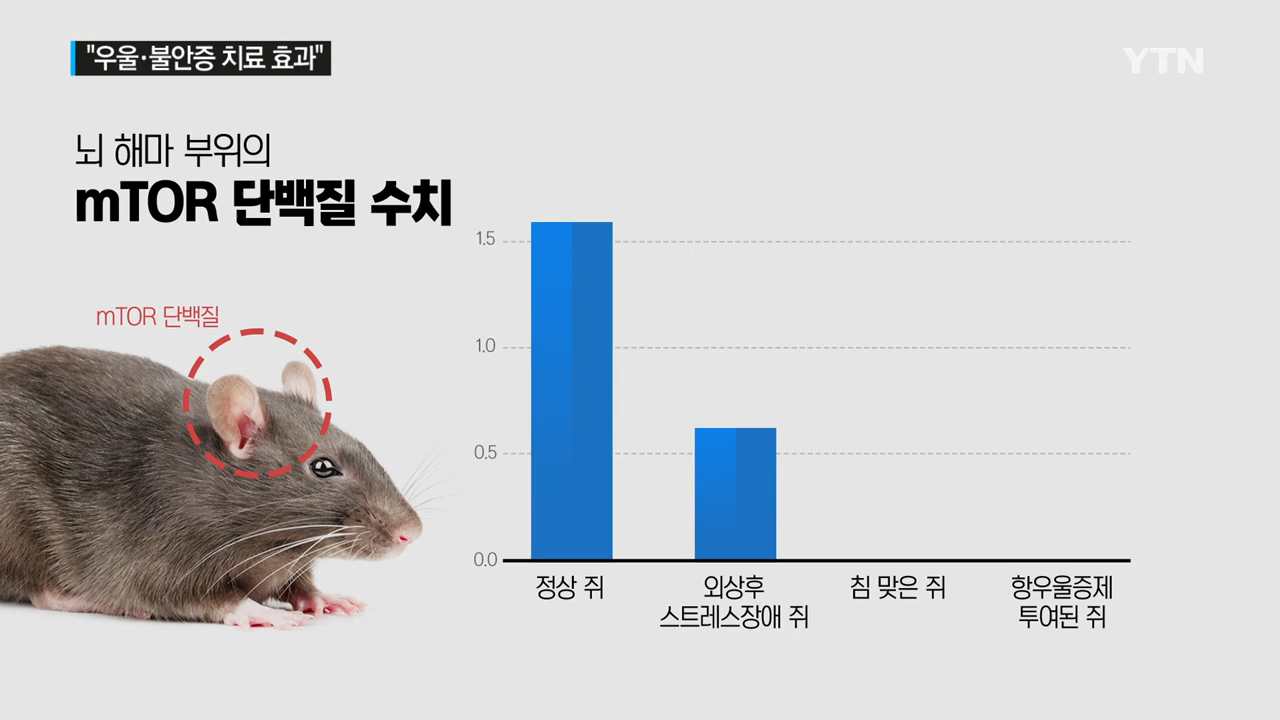 "우울·불안증 치료 효과"
YTN
뇌 해마 부위의
mTOR 단백질 수치
mTOR 단백질
1.5
1.0
0.5
0.0
정상 쥐
외상후
스트레스장애 쥐
침 맞은 쥐
항우울증제
투여된 쥐